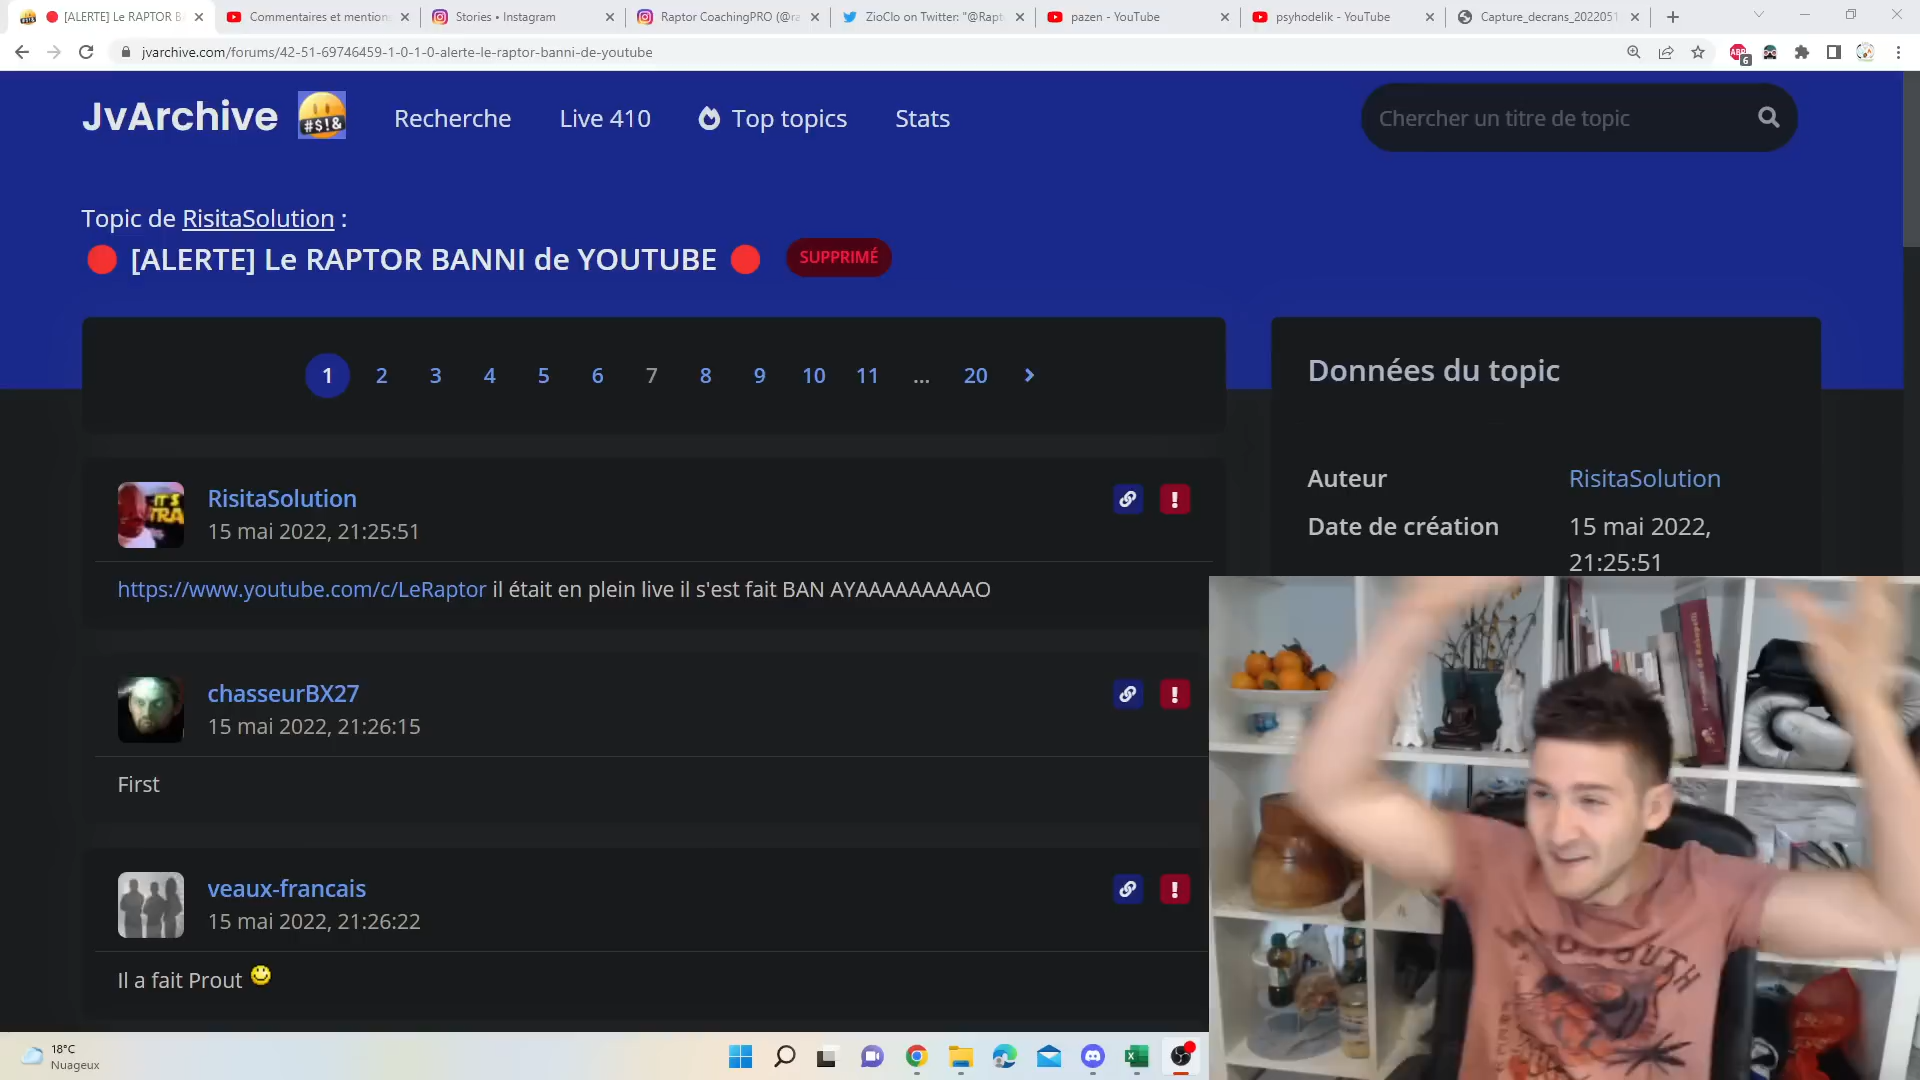 [ALERTE] Le RAPTOR B
Commentaires et mention
Stories • Instagram
Raptor CoachingPRO (@ra
ZioClo on Twitter: "@Rapt
pazen - YouTube
psyhodelik - YouTube
Capture_decrans_2022051
jvarchive.com/forums/42-51-69746459-1-0-1-0-alerte-le-raptor-banni-de-youtube
ABP
6
JvArchive
#$!&
Recherche
Live 410
Top topics
Stats
Chercher un titre de topic
Topic de RisitaSolution :
[ALERTE] Le RAPTOR BANNI de YOUTUBE
SUPPRIMÉ
1 2 3 4 5 6 7 8 9 10 11 ... 20
Données du topic
Auteur
RisitaSolution
Date de création
15 mai 2022,
21:25:51
IT'S
TRA
RisitaSolution
15 mai 2022, 21:25:51
https://www.youtube.com/c/LeRaptor il était en plein live il s'est fait BAN AYAAAAAAAAAO
chasseurBX27
15 mai 2022, 21:26:15
First
veaux-francais
15 mai 2022, 21:26:22
Il a fait Prout
18°C
Nuageux